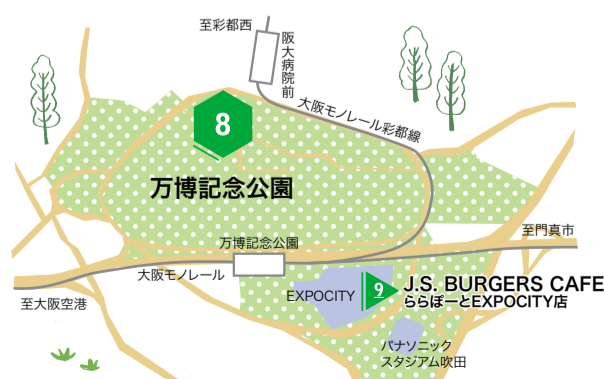 至彩都西
阪大病院前
大阪モノレール彩都線
8
万博記念公園
万博記念公園
至門真市
大阪モノレール
至大阪空港
EXPOCITY
9
J.S. BURGERS CAFE
ららぽーとEXPOCITY店
パナソニック
スタジアム吹田